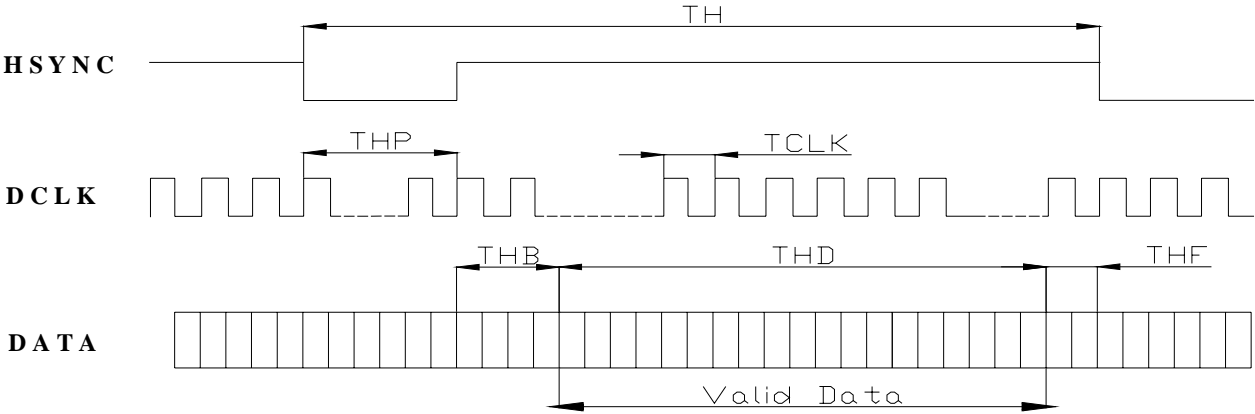 TH
HSYNC
THP
TCLK
DCLK
THB
THD
THF
DATA
Valid Data